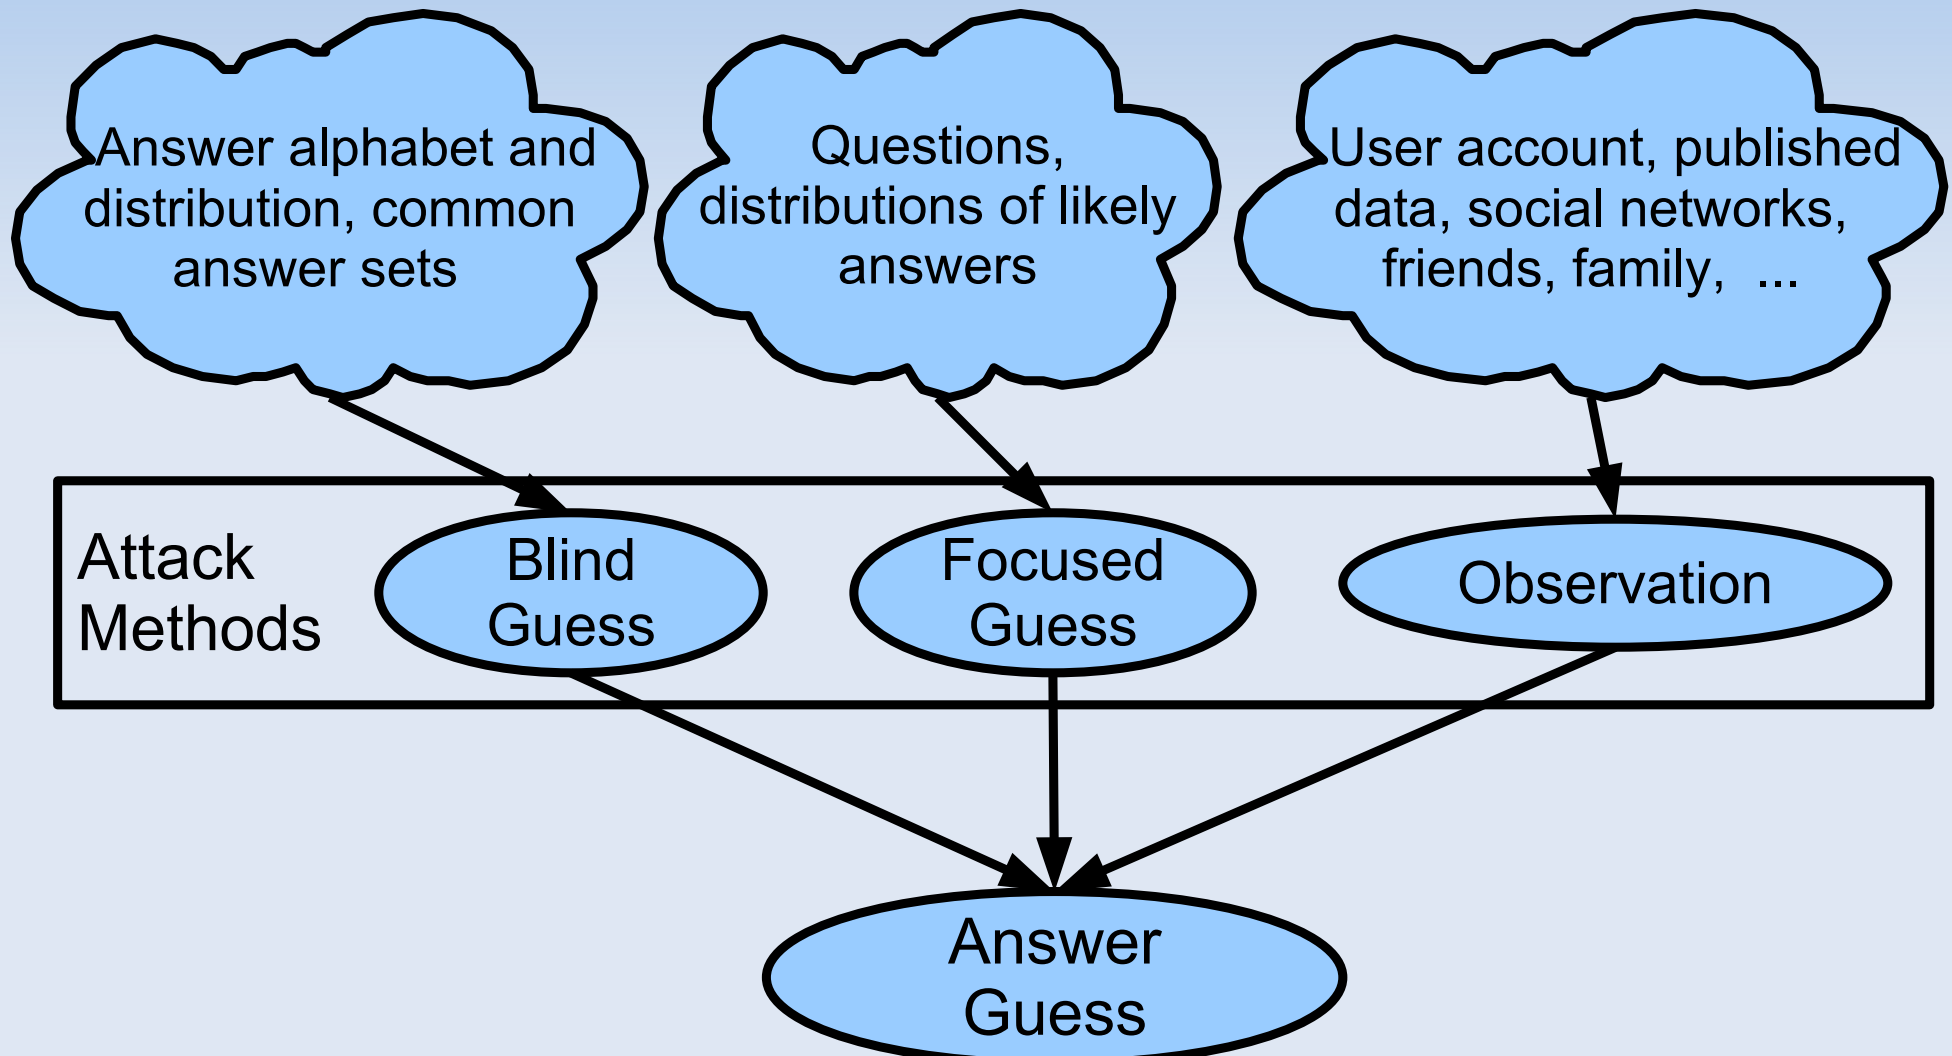 Answer alphabet and
distribution, common
answer sets
Questions,
distributions of likely
answers
User account, published
data, social networks,
friends, family, ...
Attack
Methods
Blind
Guess
Focused
Guess
Observation
Answer
Guess